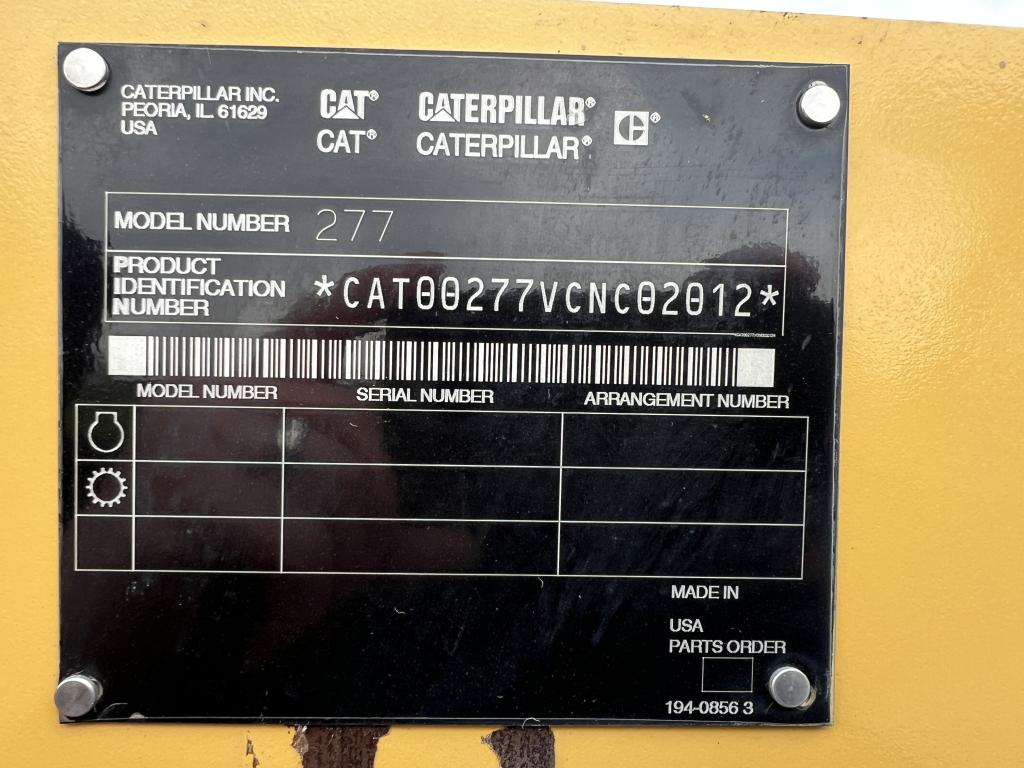 CATERPILLAR INC.
PEORIA, IL. 61629
USA
CAT® CATERPILLAR® C®
CAT® CATERPILLAR®
MODEL NUMBER 277
PRODUCT
IDENTIFICATION
NUMBER
*CAT00277VCNC02012*
MODEL NUMBER SERIAL NUMBER ARRANGEMENT NUMBER
MADE IN
USA
PARTS ORDER
194-0856 3